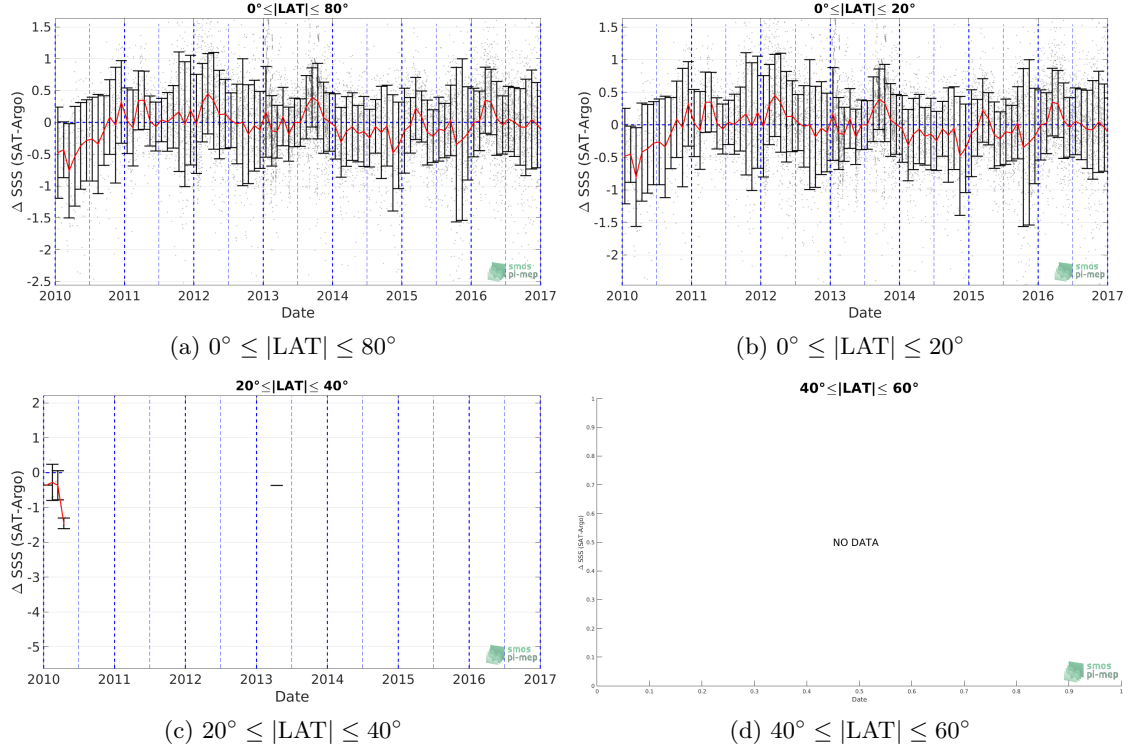 0°≤|LAT|≤ 80°
1.5
1
0.5
0
-0.5
-1
-1.5
-2
-2.5
Δ SSS (SAT-Argo)
2010 2011 2012 2013 2014 2015 2016 2017
Date
smos
pi-mep
(a) 0° ≤ |LAT| ≤ 80°
0°≤|LAT|≤ 20°
1.5
1
0.5
0
-0.5
-1
-1.5
-2
Δ SSS (SAT-Argo)
2010 2011 2012 2013 2014 2015 2016 2017
Date
smos
pi-mep
(b) 0° ≤ |LAT| ≤ 20°
20°≤|LAT|≤ 40°
2
1
0
-1
-2
-3
-4
-5
Δ SSS (SAT-Argo)
2010 2011 2012 2013 2014 2015 2016 2017
Date
smos
pi-mep
(c) 20° ≤ |LAT| ≤ 40°
40°≤|LAT|≤ 60°
1
0.9
0.8
0.7
0.6
0.5
0.4
0.3
0.2
0.1
0
Δ SSS (SAT-Argo)
NO DATA
0 0.1 0.2 0.3 0.4 0.5 0.6 0.7 0.8 0.9 1
Date
smos
pi-mep
(d) 40° ≤ |LAT| ≤ 60°